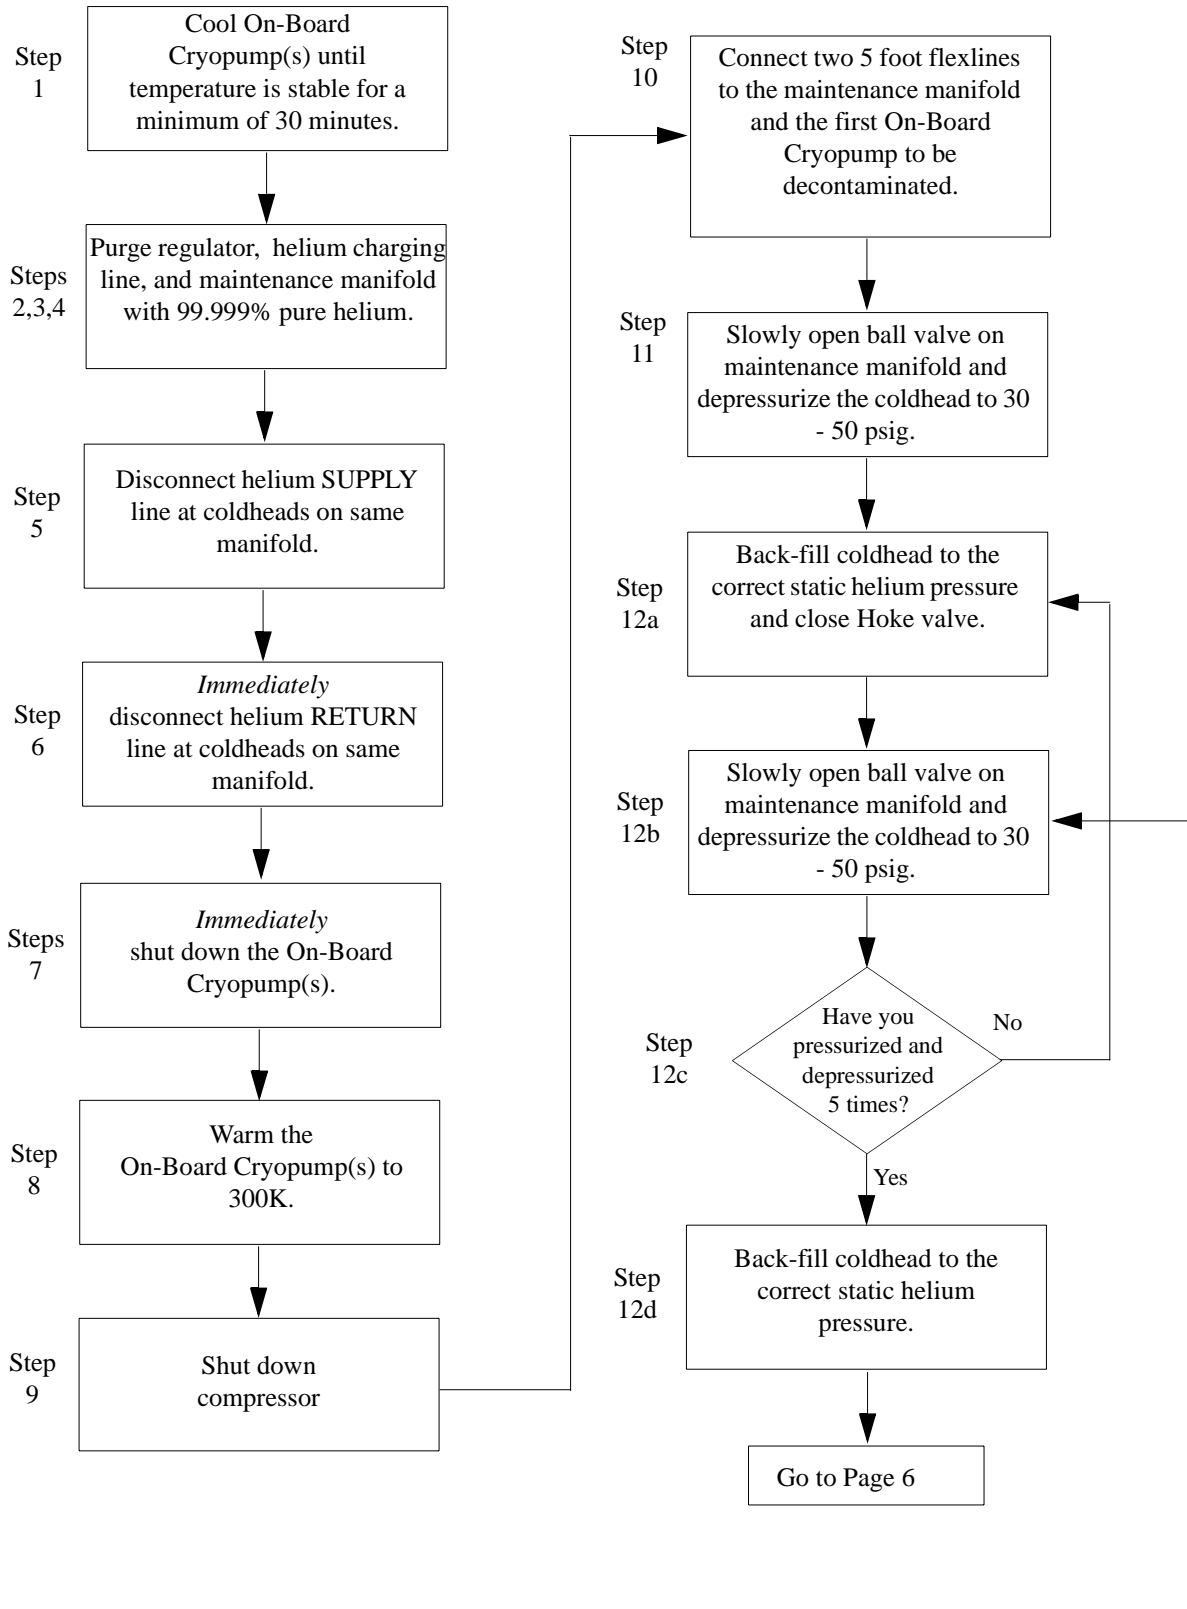 Step
1
Cool On-Board
Cryopump(s) until
temperature is stable for a
minimum of 30 minutes.
Steps
2,3,4
Purge regulator, helium charging
line, and maintenance manifold
with 99.999% pure helium.
Step
5
Disconnect helium SUPPLY
line at coldheads on same
manifold.
Step
6
Immediately
disconnect helium RETURN
line at coldheads on same
manifold.
Steps
7
Immediately
shut down the On-Board
Cryopump(s).
Step
8
Warm the
On-Board Cryopump(s) to
300K.
Step
9
Shut down
compressor
Step
10
Connect two 5 foot flexlines
to the maintenance manifold
and the first On-Board
Cryopump to be
decontaminated.
Step
11
Slowly open ball valve on
maintenance manifold and
depressurize the coldhead to 30
- 50 psig.
Step
12a
Back-fill coldhead to the
correct static helium pressure
and close Hoke valve.
Step
12b
Slowly open ball valve on
maintenance manifold and
depressurize the coldhead to 30
- 50 psig.
Step
12c
Have you
pressurized and
depressurized
5 times?
No
Yes
Step
12d
Back-fill coldhead to the
correct static helium
pressure.
Go to Page 6